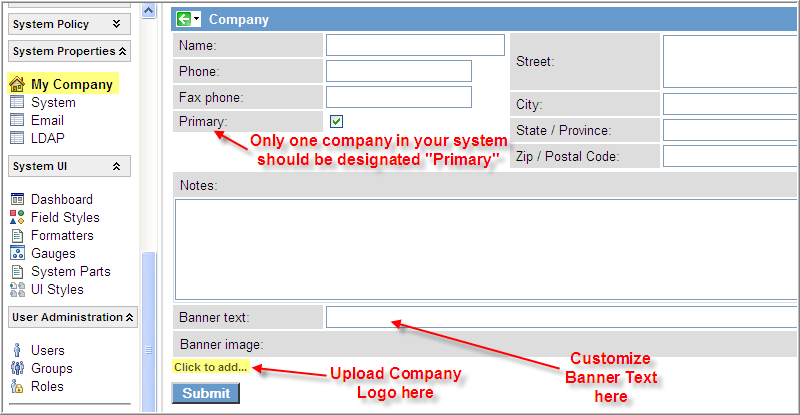 System Policy
System Properties
My Company
System
Email
LDAP
System UI
Dashboard
Field Styles
Formatters
Gauges
System Parts
UI Styles
User Administration
Users
Groups
Roles
Company
Name:
Phone:
Fax phone:
Primary:
Street:
City:
State / Province:
Zip / Postal Code:
Only one company in your system
should be designated "Primary"
Notes:
Banner text:
Banner image:
Click to add...
Submit
Upload Company
Logo here
Customize
Banner Text
here